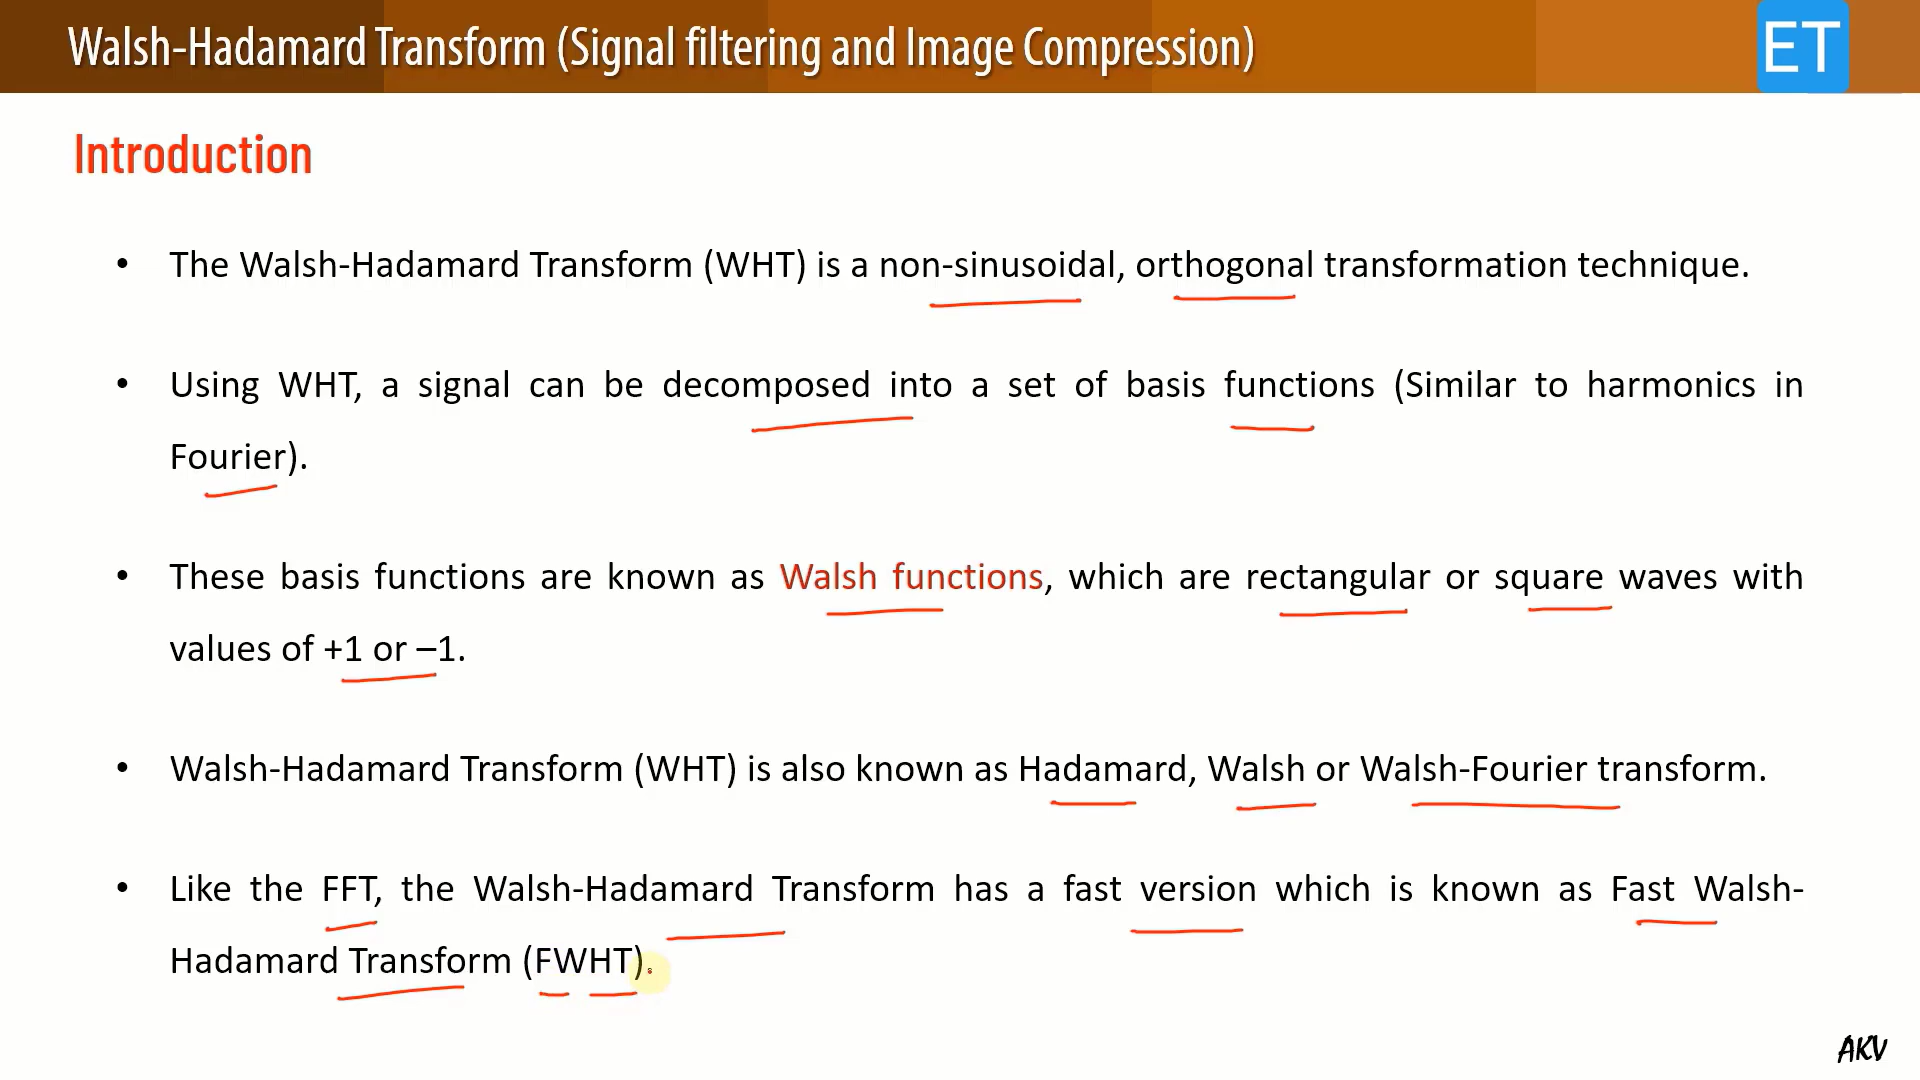 Walsh-Hadamard Transform (Signal filtering and Image Compression)
ET
Introduction
• The Walsh-Hadamard Transform (WHT) is a non-sinusoidal, orthogonal transformation technique.
• Using WHT, a signal can be decomposed into a set of basis functions (Similar to harmonics in
Fourier).
• These basis functions are known as Walsh functions, which are rectangular or square waves with
values of +1 or –1.
• Walsh-Hadamard Transform (WHT) is also known as Hadamard, Walsh or Walsh-Fourier transform.
• Like the FFT, the Walsh-Hadamard Transform has a fast version which is known as Fast Walsh-
Hadamard Transform (FWHT).
AKV